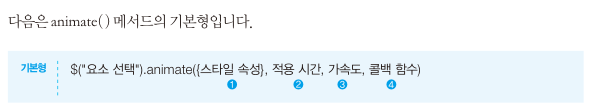 다음은 animate( ) 메서드의 기본형입니다.
기본형 $("요소 선택").animate({스타일 속성}, 적용 시간, 가속도, 콜백 함수)
❶ ❷ ❸ ❹